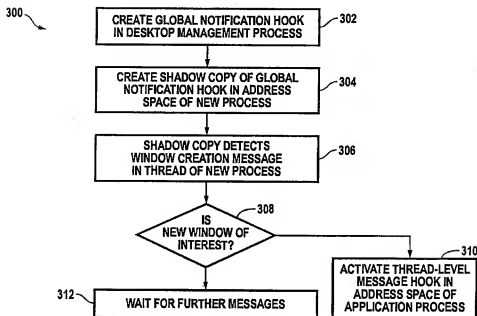 300
CREATE GLOBAL NOTIFICATION HOOK
IN DESKTOP MANAGEMENT PROCESS
302
CREATE SHADOW COPY OF GLOBAL
NOTIFICATION HOOK IN ADDRESS
SPACE OF NEW PROCESS
304
SHADOW COPY DETECTS
WINDOW CREATION MESSAGE
IN THREAD OF NEW PROCESS
306
308
IS
NEW WINDOW OF
INTEREST?
310
ACTIVATE THREAD-LEVEL
MESSAGE HOOK IN
ADDRESS SPACE OF
APPLICATION PROCESS
312
WAIT FOR FURTHER MESSAGES